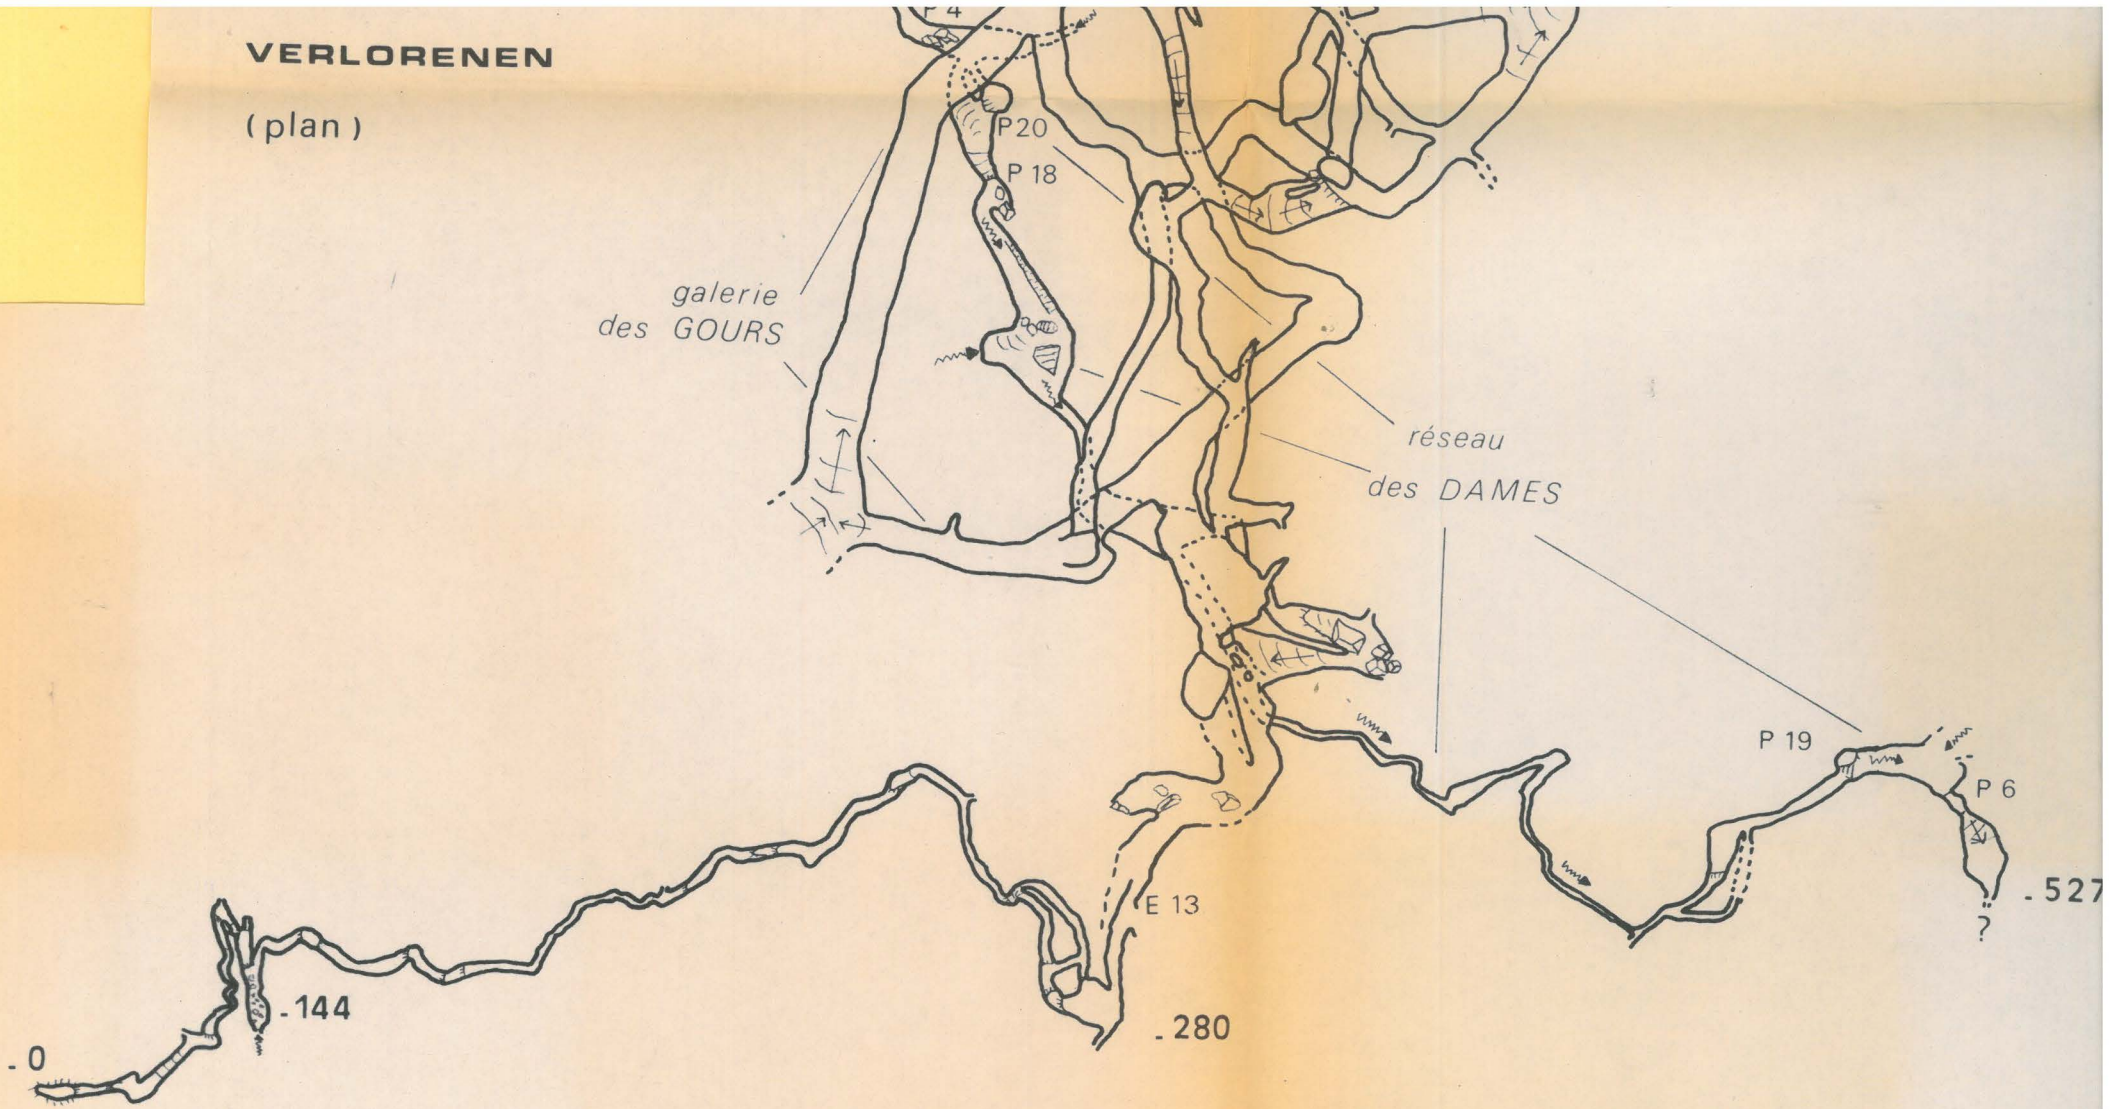 P 4
VERLORENEN
(plan)
P20
P 18
galerie
des GOURS
réseau
des DAMES
P 19
P 6
E 13
- 527
?
- 144
- 280
- 0